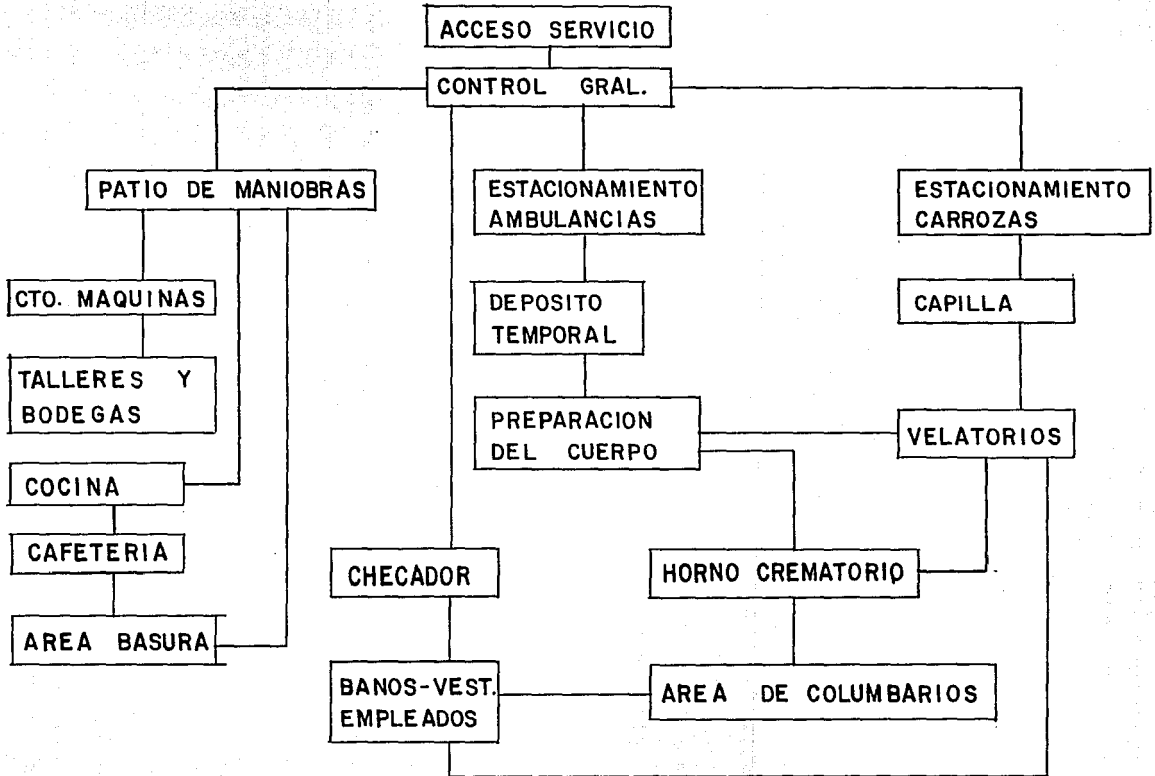 ACCESO SERVICIO
CONTROL GRAL.
PATIO DE MANIOBRAS
ESTACIONAMIENTO
AMBULANCIAS
ESTACIONAMIENTO
CARROZAS
CTO. MAQUINAS
DEPOSITO
TEMPORAL
CAPILLA
TALLERES Y
BODEGAS
PREPARACION
DEL CUERPO
VELATORIOS
COCINA
CAFETERIA
CHECADOR
HORNO CREMATORIO
AREA BASURA
BANOS-VEST.
EMPLEADOS
AREA DE COLUMBARIOS